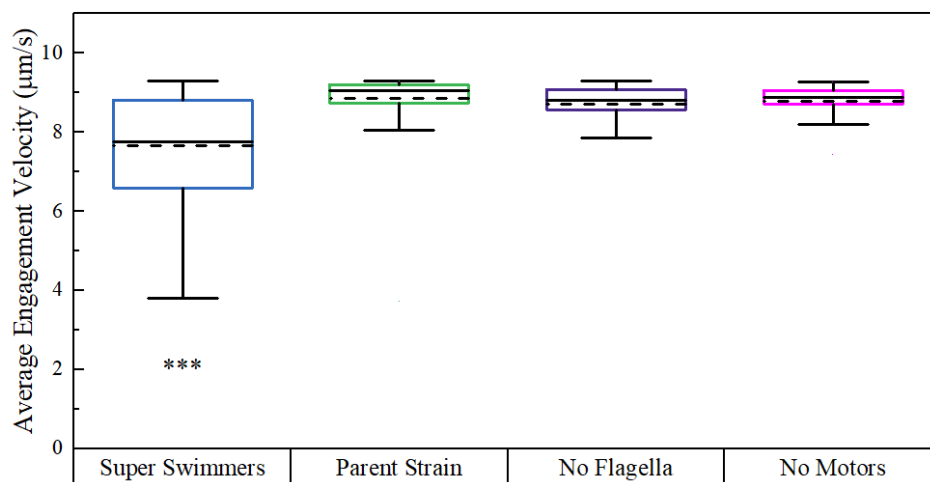 Average Engagement Velocity (μm/s)
10
8
6
4
2
0
***
Super Swimmers
Parent Strain
No Flagella
No Motors